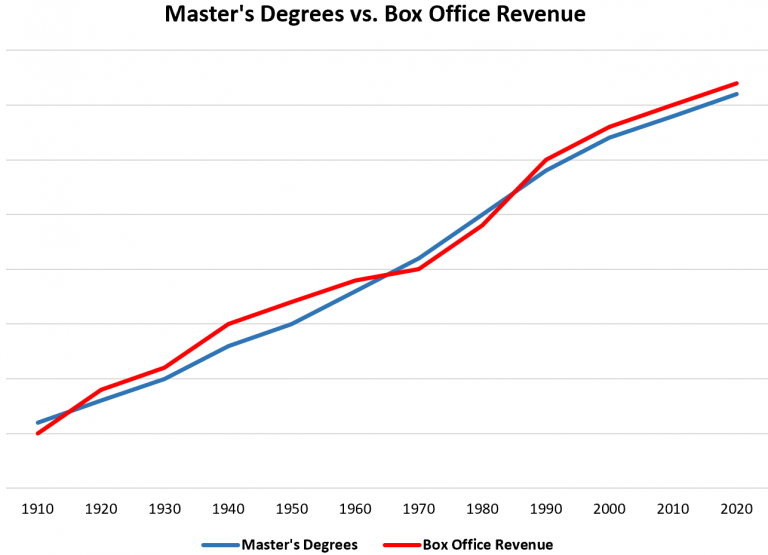 Master's Degrees vs. Box Office Revenue
1910 1920 1930 1940 1950 1960 1970 1980 1990 2000 2010 2020
Master's Degrees Box Office Revenue